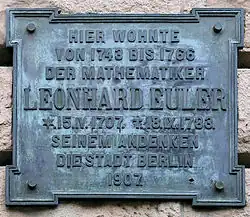 HIER WOHNTE
VON 1743 BIS 1766
DER MATHEMATIKER
LEONHARD EULER
*15.IV.1707. †18.IX.1783.
SEINEM ANDENKEN
DIE STADT BERLIN
1907.